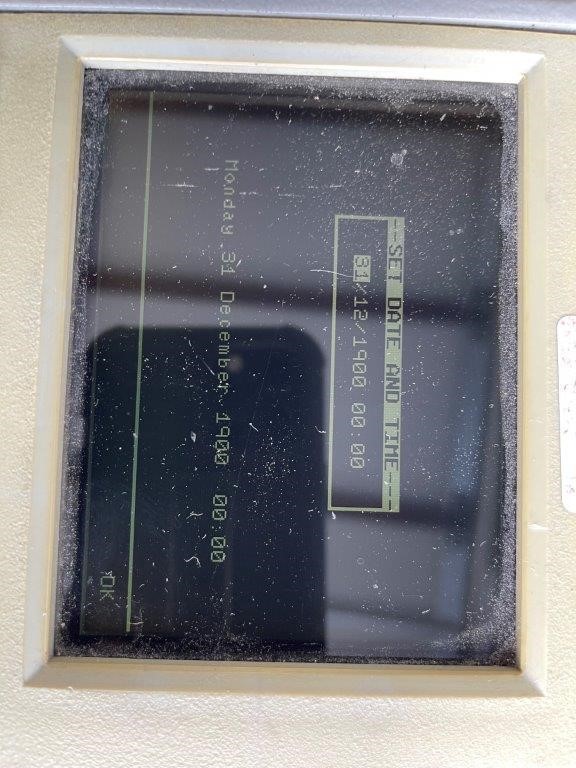 --SET DATE AND TIME---
31/12/1900 00:00
Monday 31 December 1900 00:00
OK